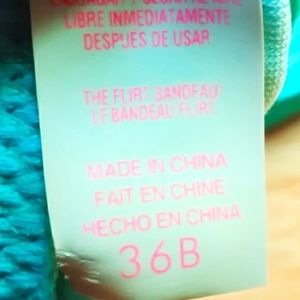 LIBRE INMEDIATAMENTE
DESPUES DE USAR
THE FLIRT BANDEAU
LE BANDEAU FLIRT
MADE IN CHINA
FAIT EN CHINE
HECHO EN CHINA
36B